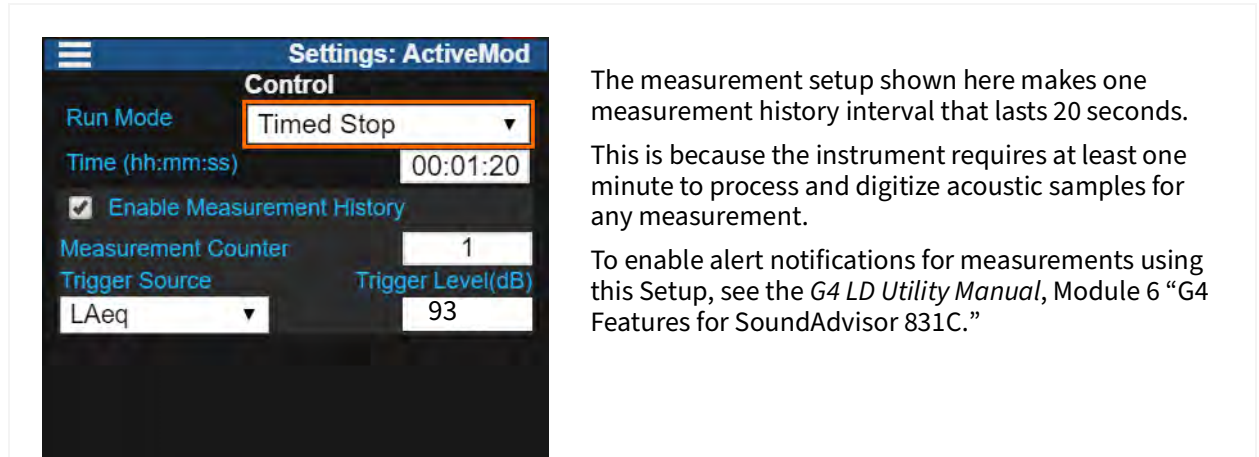 Settings: ActiveMod
Control
Run Mode
Timed Stop
Time (hh:mm:ss)
00:01:20
Enable Measurement History
Measurement Counter
1
Trigger Source
Trigger Level(dB)
LAeq
93
The measurement setup shown here makes one
measurement history interval that lasts 20 seconds.
This is because the instrument requires at least one
minute to process and digitize acoustic samples for
any measurement.
To enable alert notifications for measurements using
this Setup, see the G4 LD Utility Manual, Module 6 “G4
Features for SoundAdvisor 831C.”